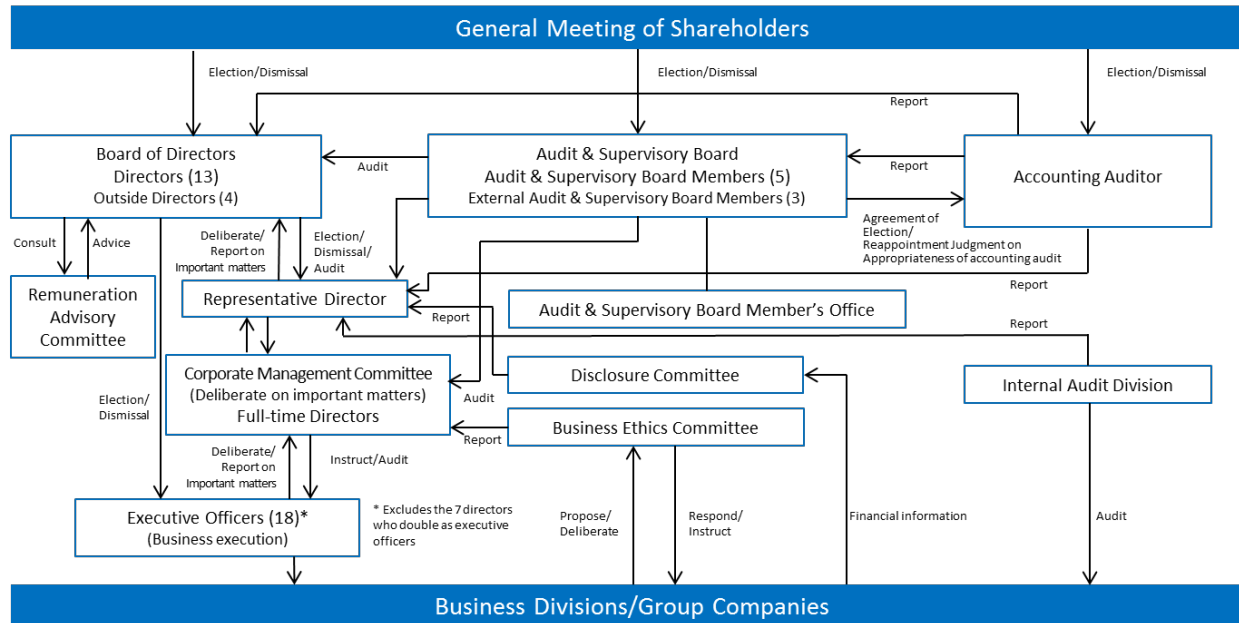 General Meeting of Shareholders
Election/Dismissal
Election/Dismissal
Election/Dismissal
Report
Board of Directors
Directors (13)
Outside Directors (4)
Audit
Audit & Supervisory Board
Audit & Supervisory Board Members (5)
External Audit & Supervisory Board Members (3)
Report
Accounting Auditor
Agreement of
Election/
Reappointment Judgment on
Appropriateness of accounting audit
Consult
Advice
Deliberate/
Report on
Important matters
Election/
Dismissal/
Audit
Report
Remuneration
Advisory
Committee
Representative Director
Report
Audit & Supervisory Board Member's Office
Report
Corporate Management Committee
(Deliberate on important matters)
Full-time Directors
Audit
Disclosure Committee
Internal Audit Division
Election/
Dismissal
Report
Business Ethics Committee
Deliberate/
Report on
Important matters
Instruct/Audit
Executive Officers (18)*
(Business execution)
* Excludes the 7 directors
who double as executive
officers
Propose/
Deliberate
Respond/
Instruct
Financial information
Audit
Business Divisions/Group Companies